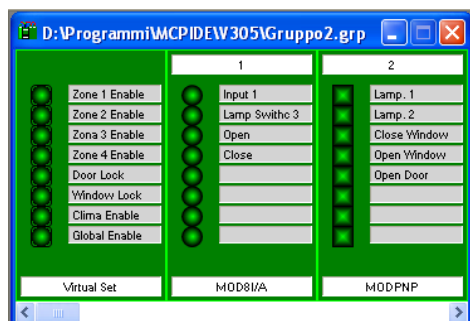 D:\Programmi\MCPIDE\V305\Gruppo2.grp
1
2
Zone 1 Enable
Zone 2 Enable
Zona 3 Enable
Zone 4 Enable
Door Lock
Window Lock
Clima Enable
Global Enable
Input 1
Lamp Swithc 3
Open
Close
Lamp. 1
Lamp. 2
Close Window
Open Window
Open Door
Virtual Set
MOD8I/A
MODPNP